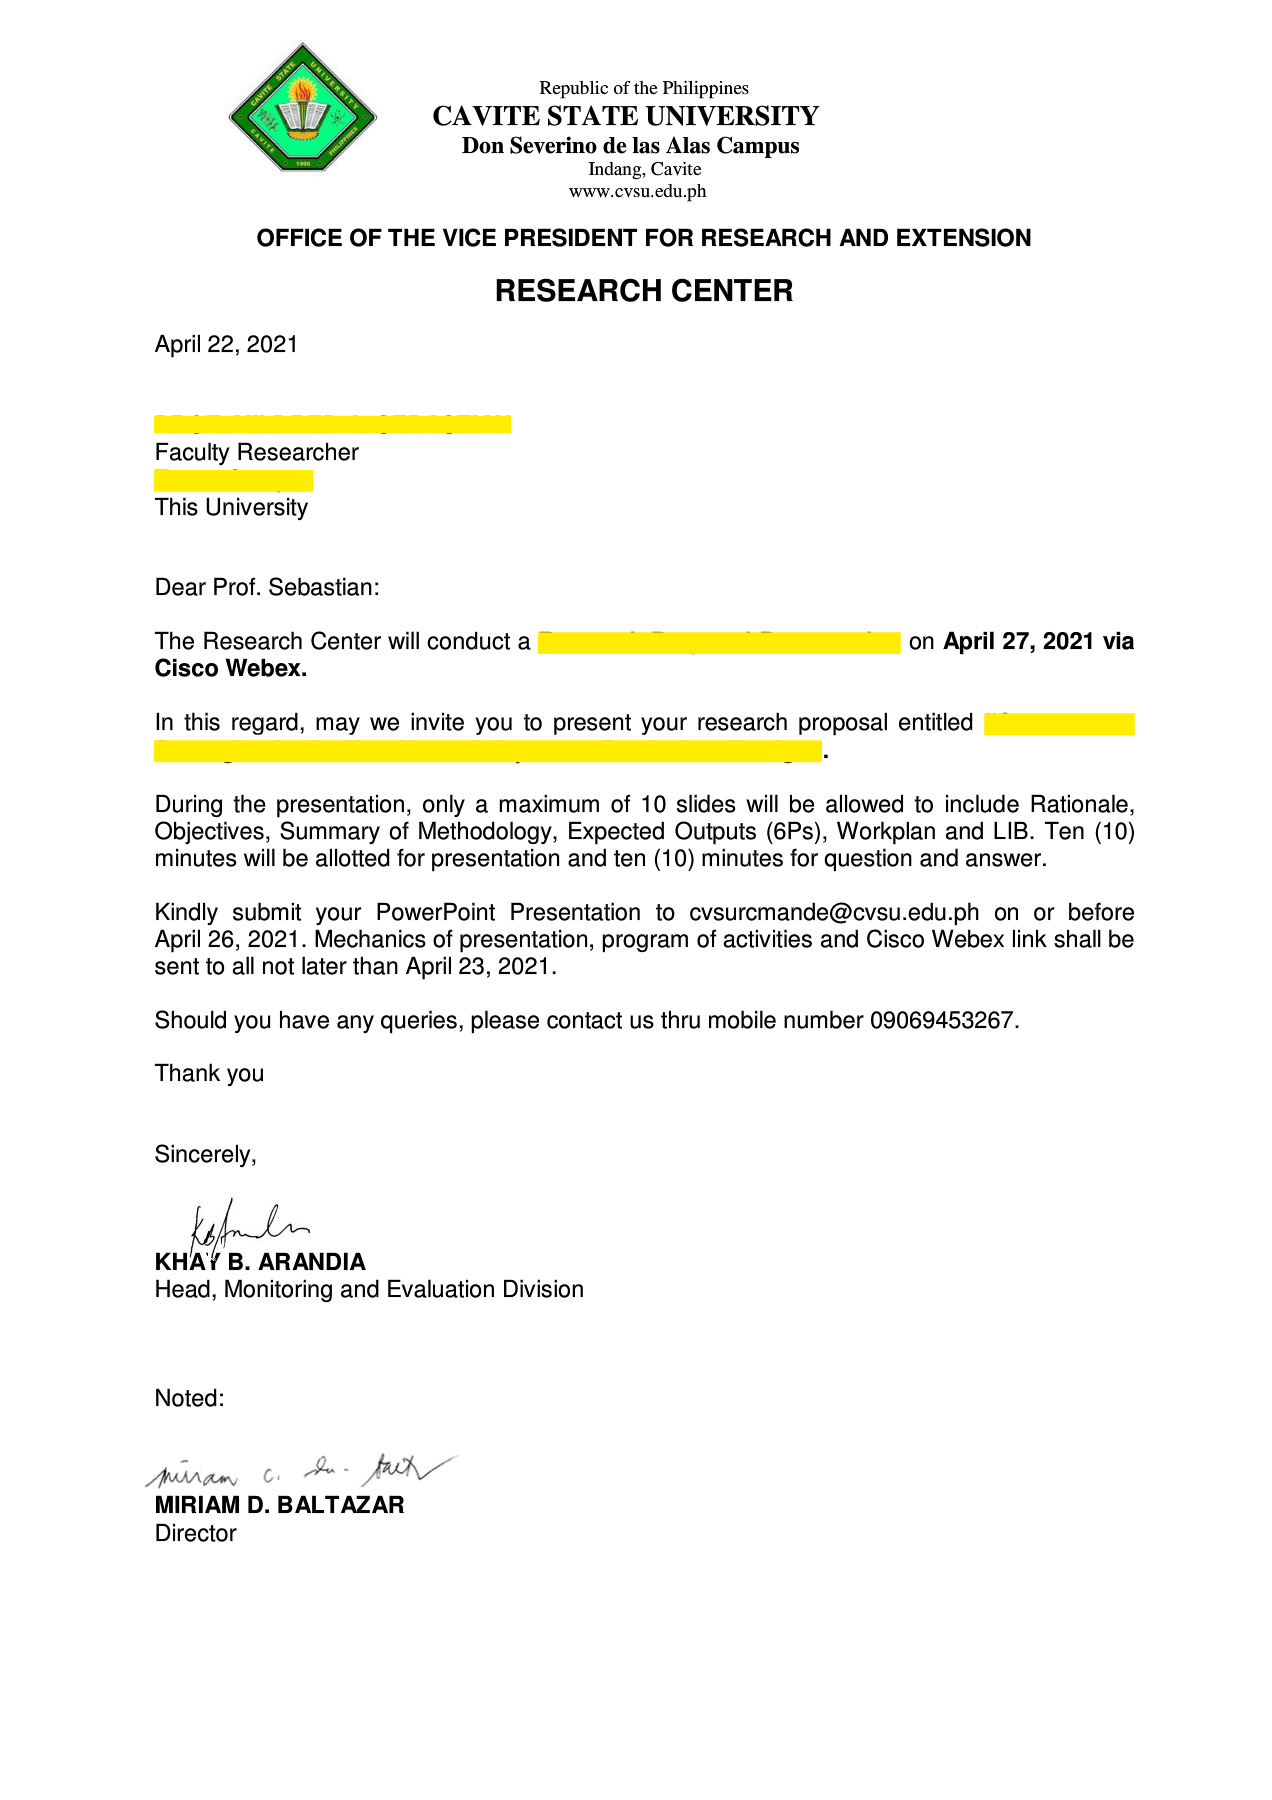 CAVITE STATE UNIVERSITY
CAVITE PHILIPPINES
1906
Republic of the Philippines
CAVITE STATE UNIVERSITY
Don Severino de las Alas Campus
Indang, Cavite
www.cvsu.edu.ph
OFFICE OF THE VICE PRESIDENT FOR RESEARCH AND EXTENSION
RESEARCH CENTER
April 22, 2021
Faculty Researcher
This University
Dear Prof. Sebastian:
The Research Center will conduct a on April 27, 2021 via
Cisco Webex.
In this regard, may we invite you to present your research proposal entitled
.
During the presentation, only a maximum of 10 slides will be allowed to include Rationale,
Objectives, Summary of Methodology, Expected Outputs (6Ps), Workplan and LIB. Ten (10)
minutes will be allotted for presentation and ten (10) minutes for question and answer.
Kindly submit your PowerPoint Presentation to cvsurcmande@cvsu.edu.ph on or before
April 26, 2021. Mechanics of presentation, program of activities and Cisco Webex link shall be
sent to all not later than April 23, 2021.
Should you have any queries, please contact us thru mobile number 09069453267.
Thank you
Sincerely,
KHAY B. ARANDIA
Head, Monitoring and Evaluation Division
Noted:
MIRIAM D. BALTAZAR
Director